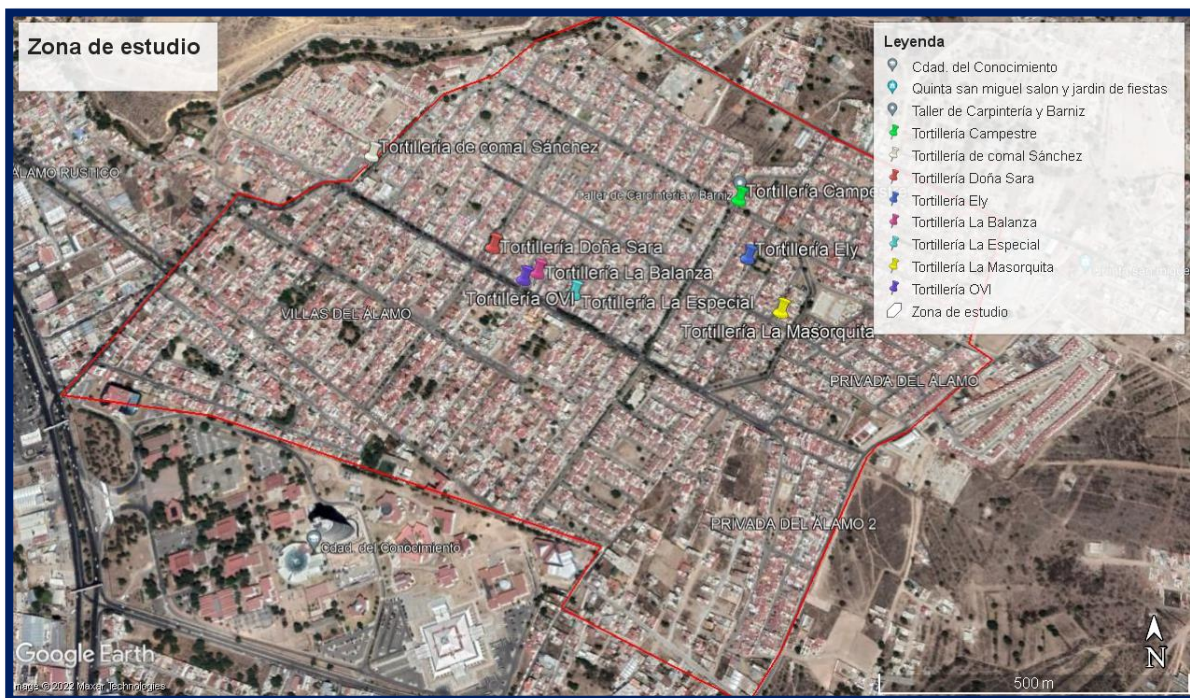 Zona de estudio
Leyenda
Cdad. del Conocimiento
Quinta san miguel salon y jardin de fiestas
Taller de Carpintería y Barniz
Tortillería Campestre
Tortillería de comal Sánchez
Tortillería Doña Sara
Tortillería Ely
Tortillería La Balanza
Tortillería La Especial
Tortillería La Masorquita
Tortillería OVI
Zona de estudio
Tortillería de comal Sánchez
ALAMO RUSTICO
Taller de Carpintería y Barniz
Tortillería Campest
Tortillería Doña Sara
Tortillería Ely
Tortillería La Balanza
Tortillería OVI
Tortillería La Especial
VILLAS DEL ALAMO
Tortillería La Masorquita
PRIVADA DEL ALAMO
PRIVADA DEL ALAMO 2
Cdad. del Conocimiento
Google Earth
Image © 2022 Maxar Technologies
N
500 m